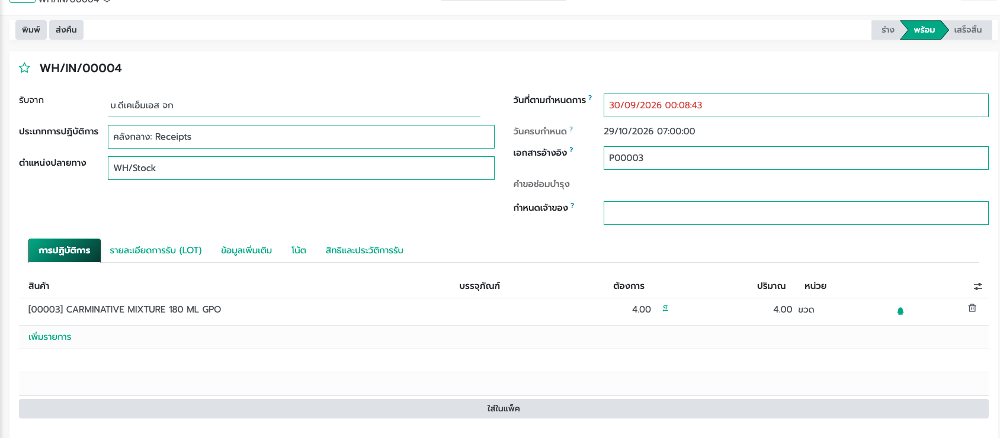 WH/IN/00004
พิมพ์ ส่งคืน ร่าง พร้อม เสร็จสิ้น
WH/IN/00004
รับจาก บ.ดีเคเอ็มเอส จก วันที่ตามกำหนดการ ? 30/09/2026 00:08:43
ประเภทการปฏิบัติการ คลังกลาง: Receipts วันครบกำหนด ? 29/10/2026 07:00:00
ตำแหน่งปลายทาง WH/Stock เอกสารอ้างอิง ? P00003
คำขอซ่อมบำรุง
กำหนดเจ้าของ ?
การปฏิบัติการ รายละเอียดการรับ (LOT) ข้อมูลเพิ่มเติม โน้ต สิทธิและประวัติการรับ
สินค้า บรรจุภัณฑ์ ต้องการ ปริมาณ หน่วย
[00003] CARMINATIVE MIXTURE 180 ML GPO 4.00 4.00 ขวด
เพิ่มรายการ
ใส่ในแพ็ค